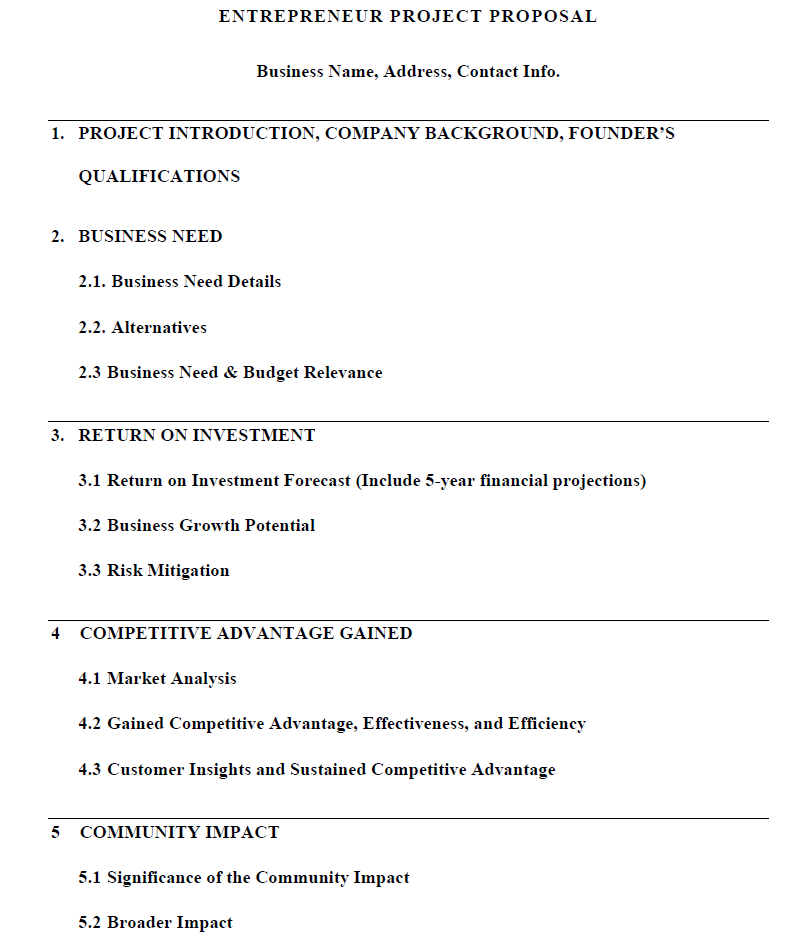 ENTREPRENEUR PROJECT PROPOSAL
Business Name, Address, Contact Info.
1. PROJECT INTRODUCTION, COMPANY BACKGROUND, FOUNDER’S
QUALIFICATIONS
2. BUSINESS NEED
2.1. Business Need Details
2.2. Alternatives
2.3 Business Need & Budget Relevance
3. RETURN ON INVESTMENT
3.1 Return on Investment Forecast (Include 5-year financial projections)
3.2 Business Growth Potential
3.3 Risk Mitigation
4 COMPETITIVE ADVANTAGE GAINED
4.1 Market Analysis
4.2 Gained Competitive Advantage, Effectiveness, and Efficiency
4.3 Customer Insights and Sustained Competitive Advantage
5 COMMUNITY IMPACT
5.1 Significance of the Community Impact
5.2 Broader Impact